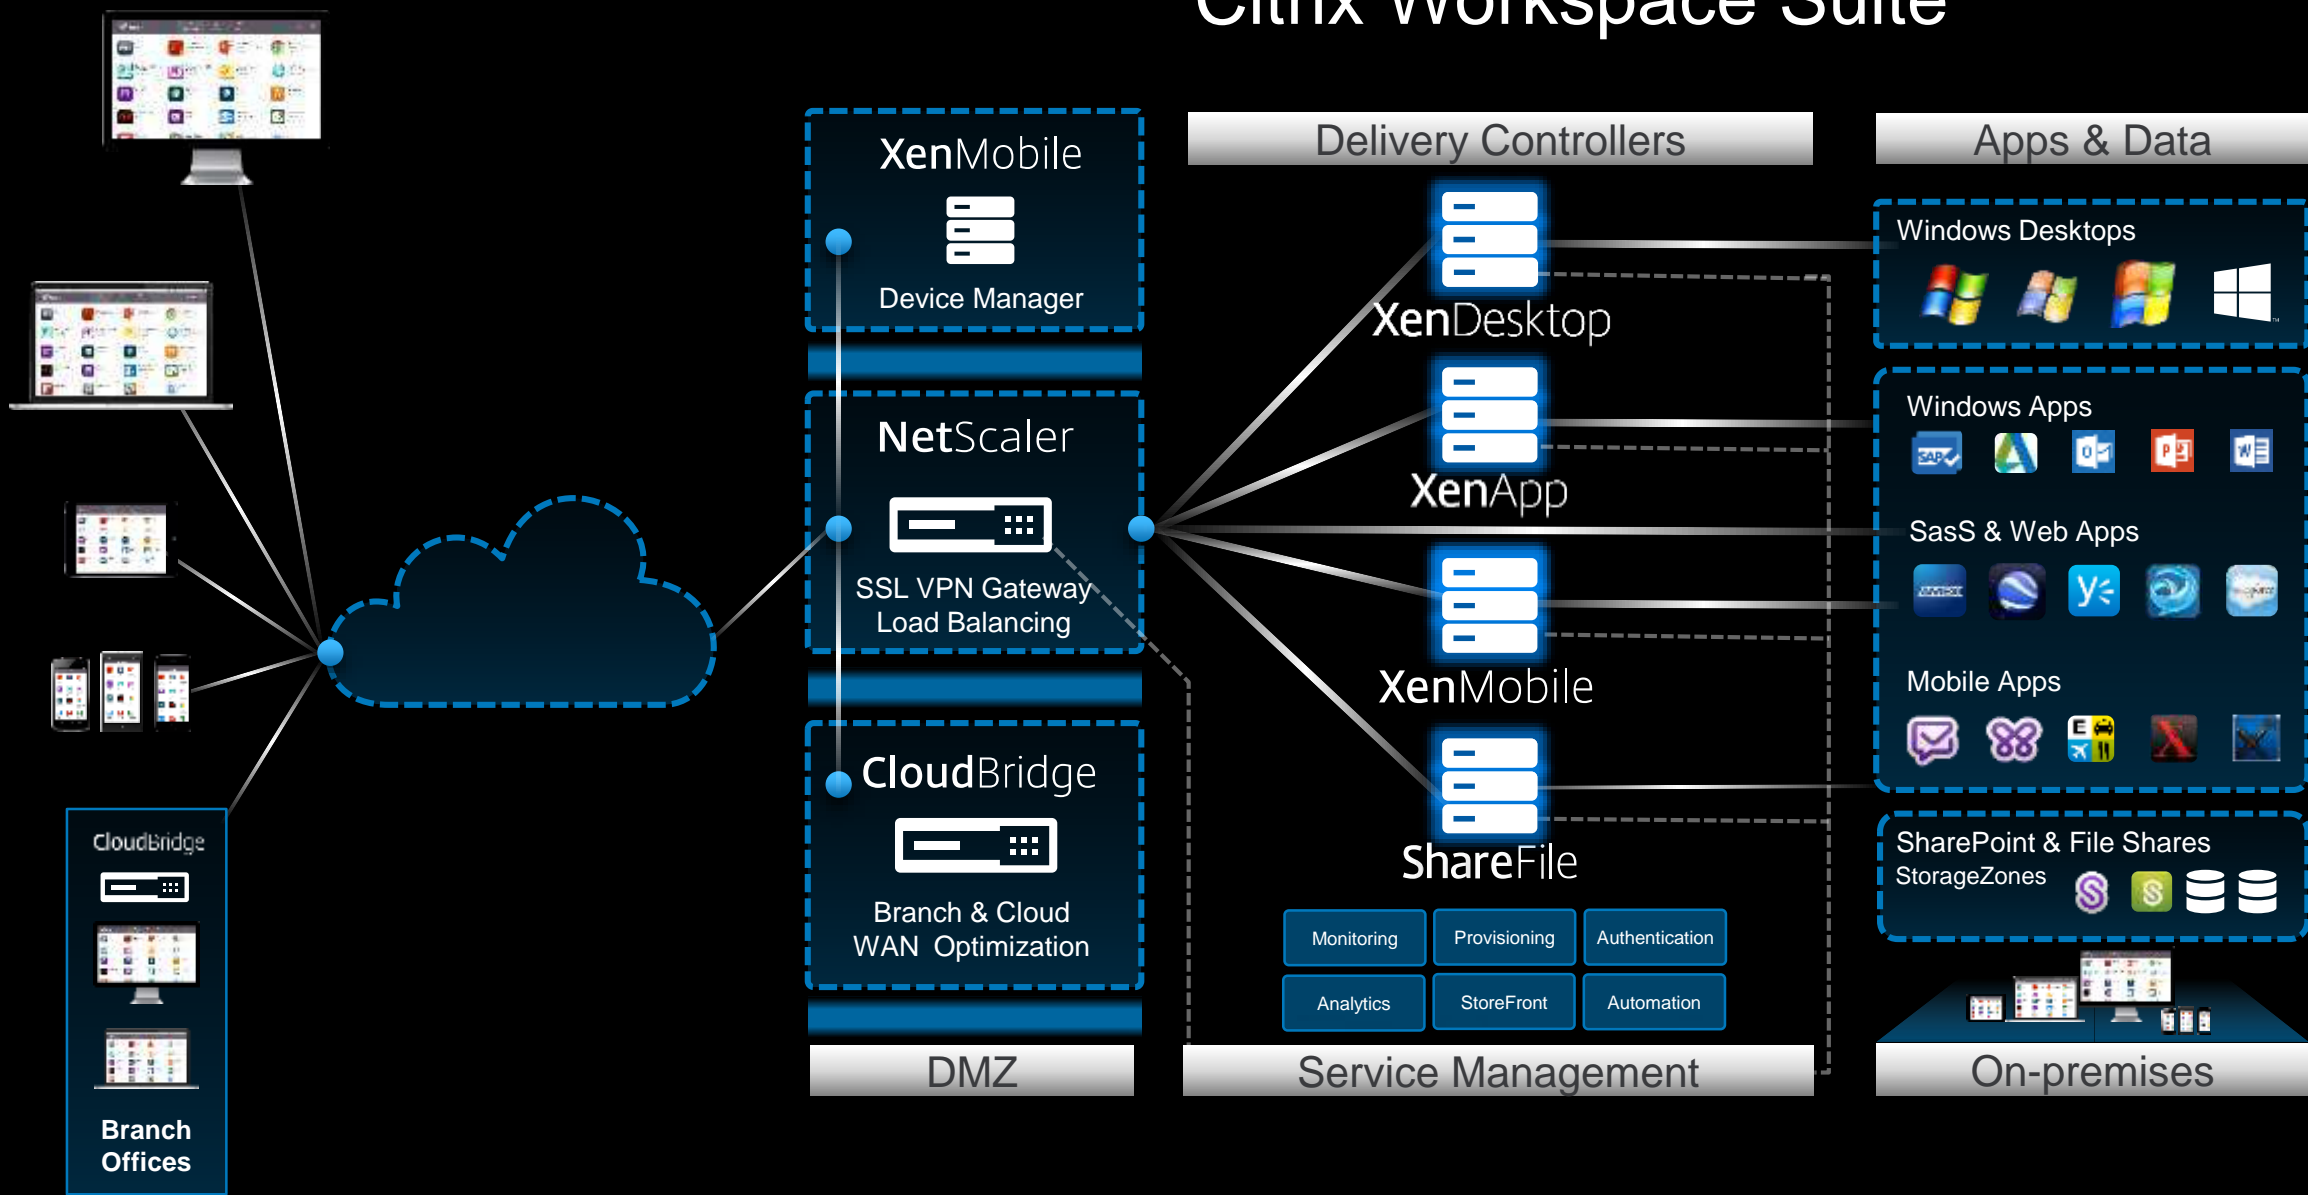 Citrix Workspace Suite
XenMobile
Device Manager
NetScaler
SSL VPN Gateway
Load Balancing
CloudBridge
Branch & Cloud
WAN Optimization
DMZ
CloudBridge
Branch
Offices
Delivery Controllers
XenDesktop
XenApp
XenMobile
ShareFile
Monitoring
Provisioning
Authentication
Analytics
StoreFront
Automation
Service Management
Apps & Data
Windows Desktops
Windows Apps
SAP
SasS & Web Apps
Mobile Apps
SharePoint & File Shares
StorageZones
On-premises